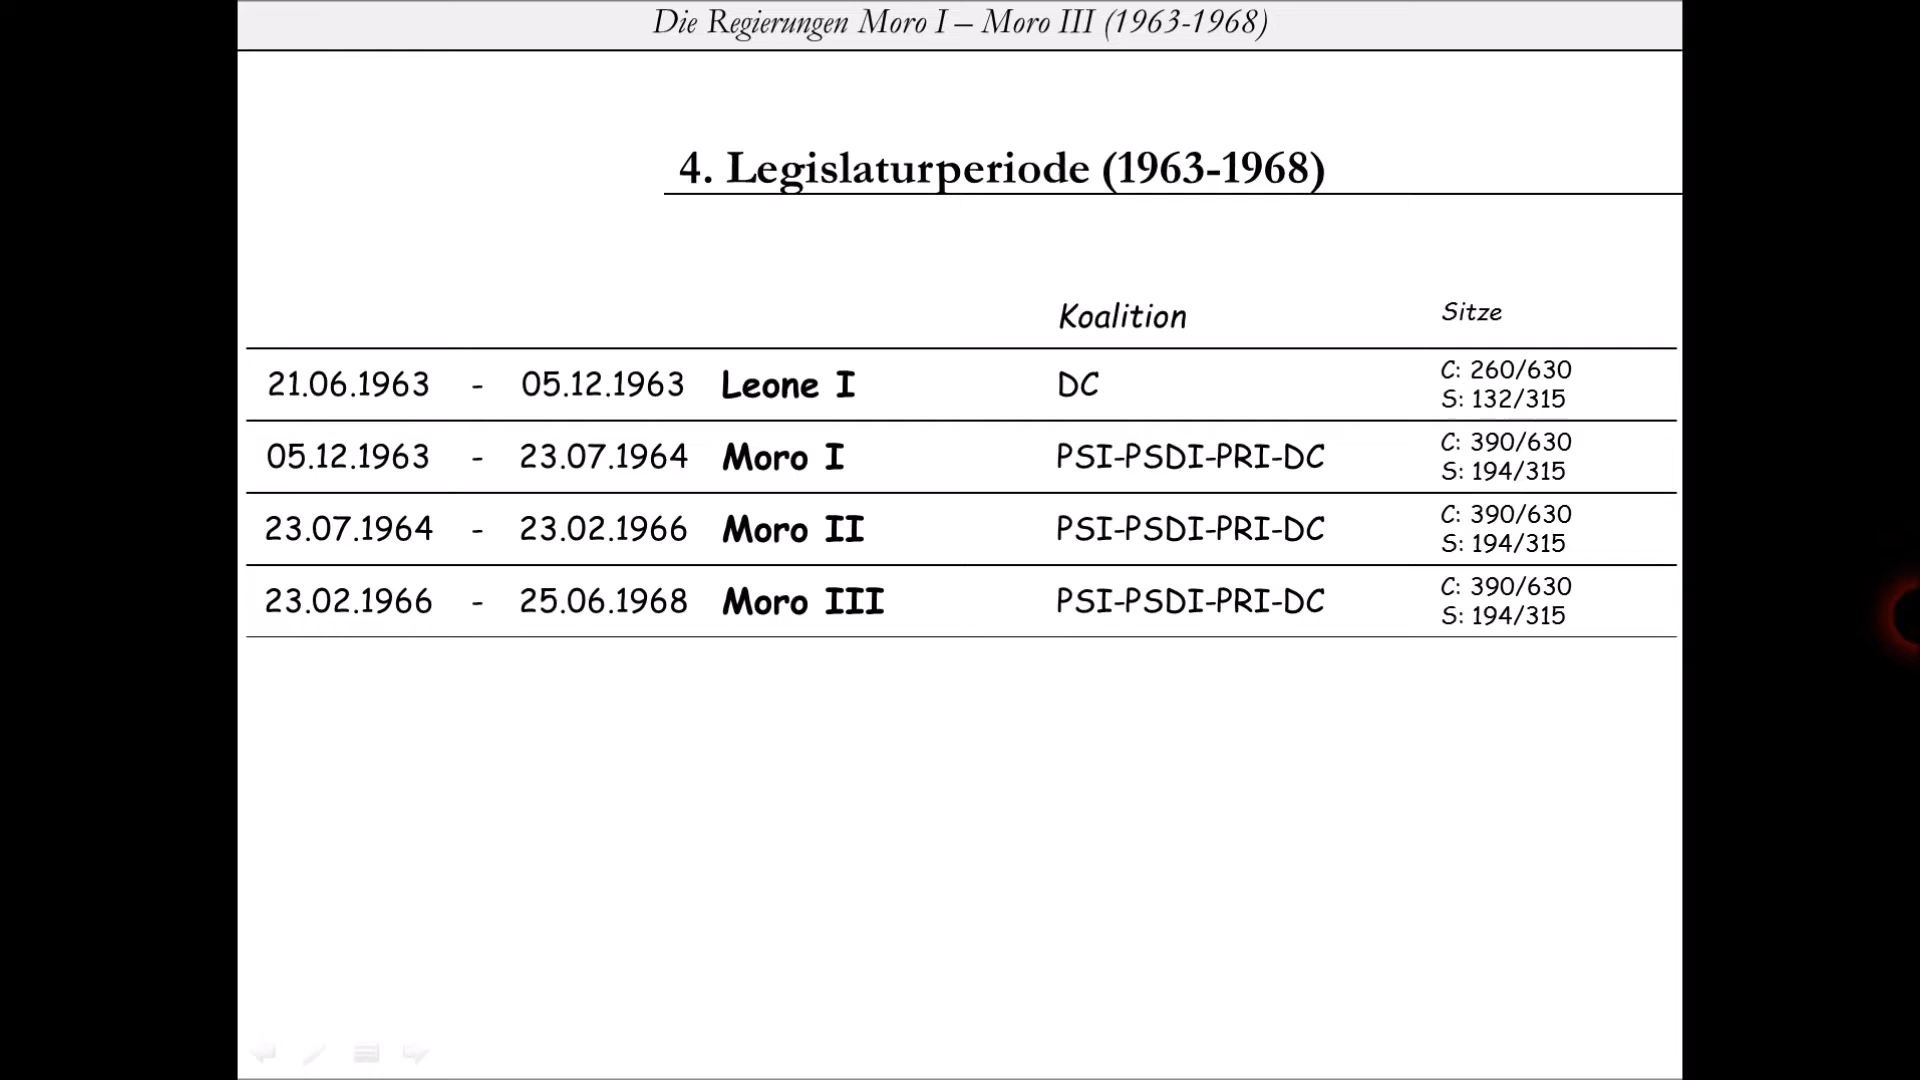 Die Regierungen Moro I – Moro III (1963-1968)
4. Legislaturperiode (1963-1968)
Koalition Sitze
21.06.1963 - 05.12.1963 Leone I DC C: 260/630
S: 132/315
05.12.1963 - 23.07.1964 Moro I PSI-PSDI-PRI-DC C: 390/630
S: 194/315
23.07.1964 - 23.02.1966 Moro II PSI-PSDI-PRI-DC C: 390/630
S: 194/315
23.02.1966 - 25.06.1968 Moro III PSI-PSDI-PRI-DC C: 390/630
S: 194/315